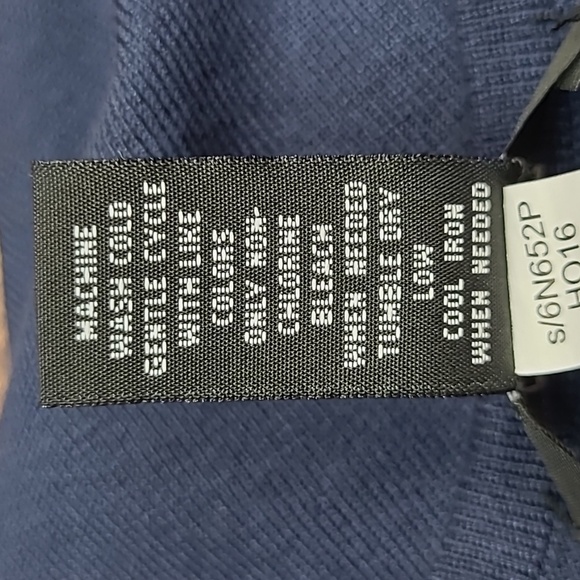 MACHINE
WASH COLD
GENTLE CYCLE
WITH LIKE
COLORS
ONLY NON-
CHLORINE
BLEACH
WHEN NEEDED
TUMBLE DRY
LOW
COOL IRON
WHEN NEEDED
s/6N652P
HO16